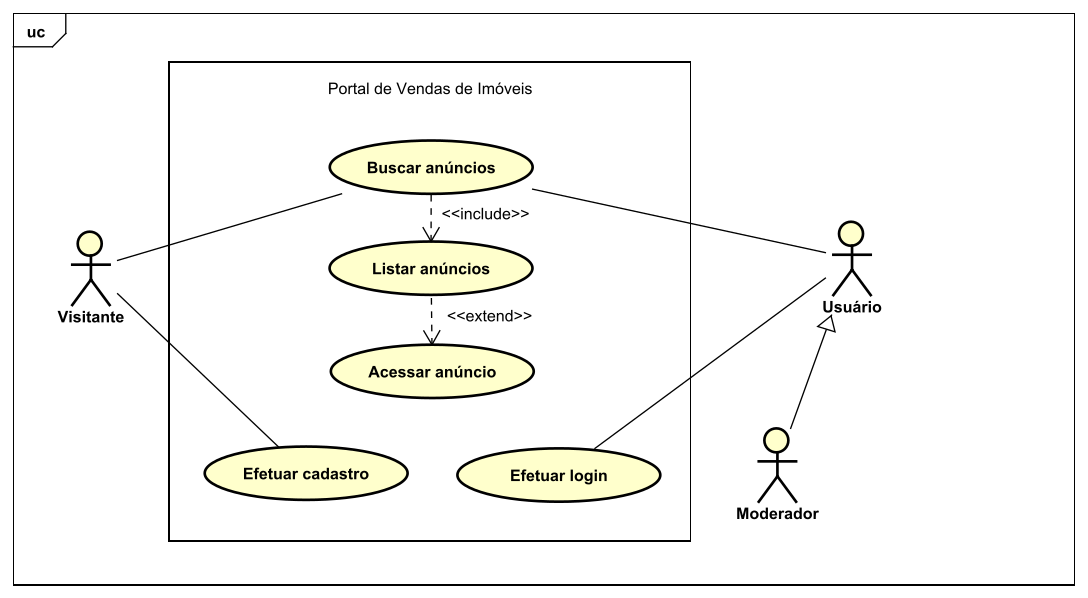 uc
Portal de Vendas de Imóveis
Buscar anúncios
<<include>>
Listar anúncios
<<extend>>
Acessar anúncio
Visitante
Usuário
Efetuar cadastro
Efetuar login
Moderador